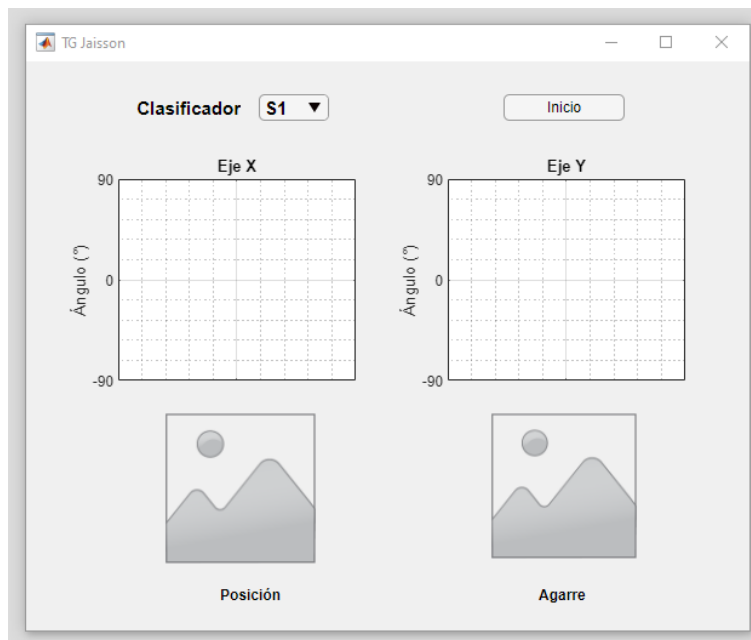 TG Jaisson
Clasificador S1 Inicio
Eje X Eje Y
90 90
Ángulo (°) Ángulo (°)
0 0
-90 -90
Posición Agarre